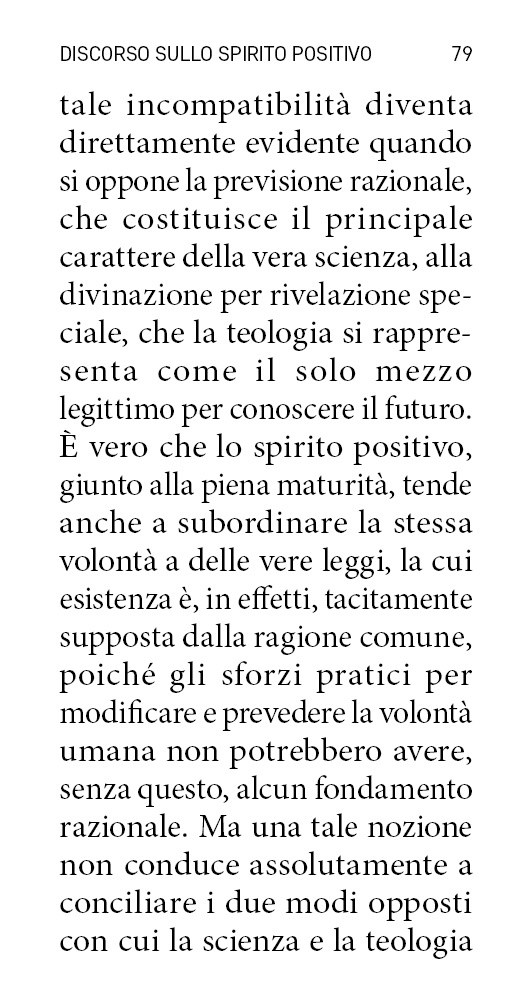 DISCORSO SULLO SPIRITO POSITIVO 79
tale incompatibilità diventa
direttamente evidente quando
si oppone la previsione razionale,
che costituisce il principale
carattere della vera scienza, alla
divinazione per rivelazione spe-
ciale, che la teologia si rappre-
senta come il solo mezzo
legittimo per conoscere il futuro.
È vero che lo spirito positivo,
giunto alla piena maturità, tende
anche a subordinare la stessa
volontà a delle vere leggi, la cui
esistenza è, in effetti, tacitamente
supposta dalla ragione comune,
poiché gli sforzi pratici per
modificare e prevedere la volontà
umana non potrebbero avere,
senza questo, alcun fondamento
razionale. Ma una tale nozione
non conduce assolutamente a
conciliare i due modi opposti
con cui la scienza e la teologia